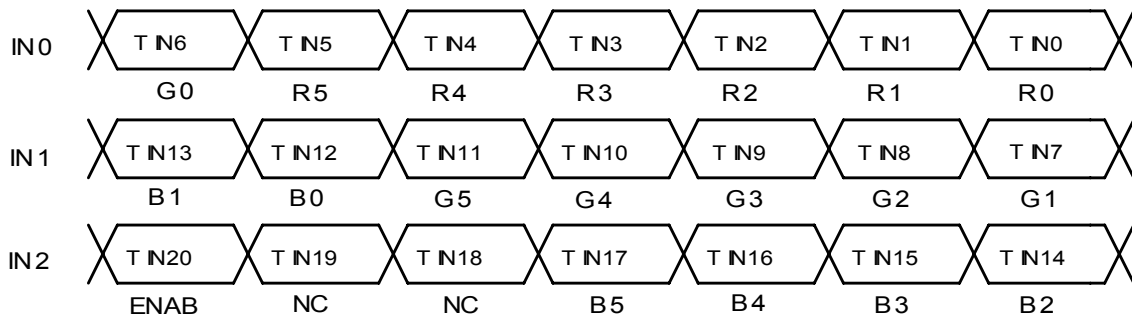 IN0 TIN6 TIN5 TIN4 TIN3 TIN2 TIN1 TIN0
G0 R5 R4 R3 R2 R1 R0
IN1 TIN13 TIN12 TIN11 TIN10 TIN9 TIN8 TIN7
B1 B0 G5 G4 G3 G2 G1
IN2 TIN20 TIN19 TIN18 TIN17 TIN16 TIN15 TIN14
ENAB NC NC B5 B4 B3 B2